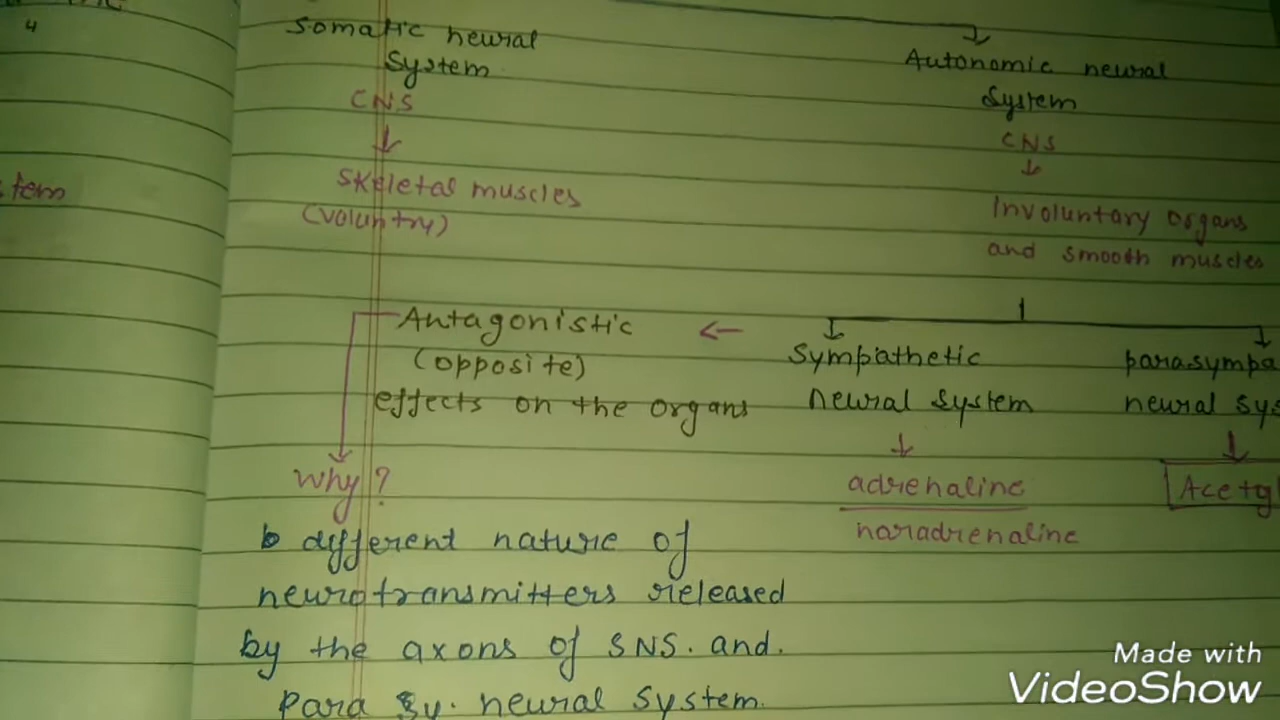 4
Somatic neural
System
CNS
↓
Skeletal muscles
(voluntry)
Autonomic neural
System
CNS
↓
Involuntary organs
and smooth muscles
stem
Antagonistic
(opposite)
effects on the organs
←
Sympathetic
neural system
↓
adrenaline
noradrenaline
parasympa
neural sys
↓
Acety
Why?
different nature of
neurotransmitters released
by the axons of SNS. and.
Para sy. neural system.
Made with
VideoShow